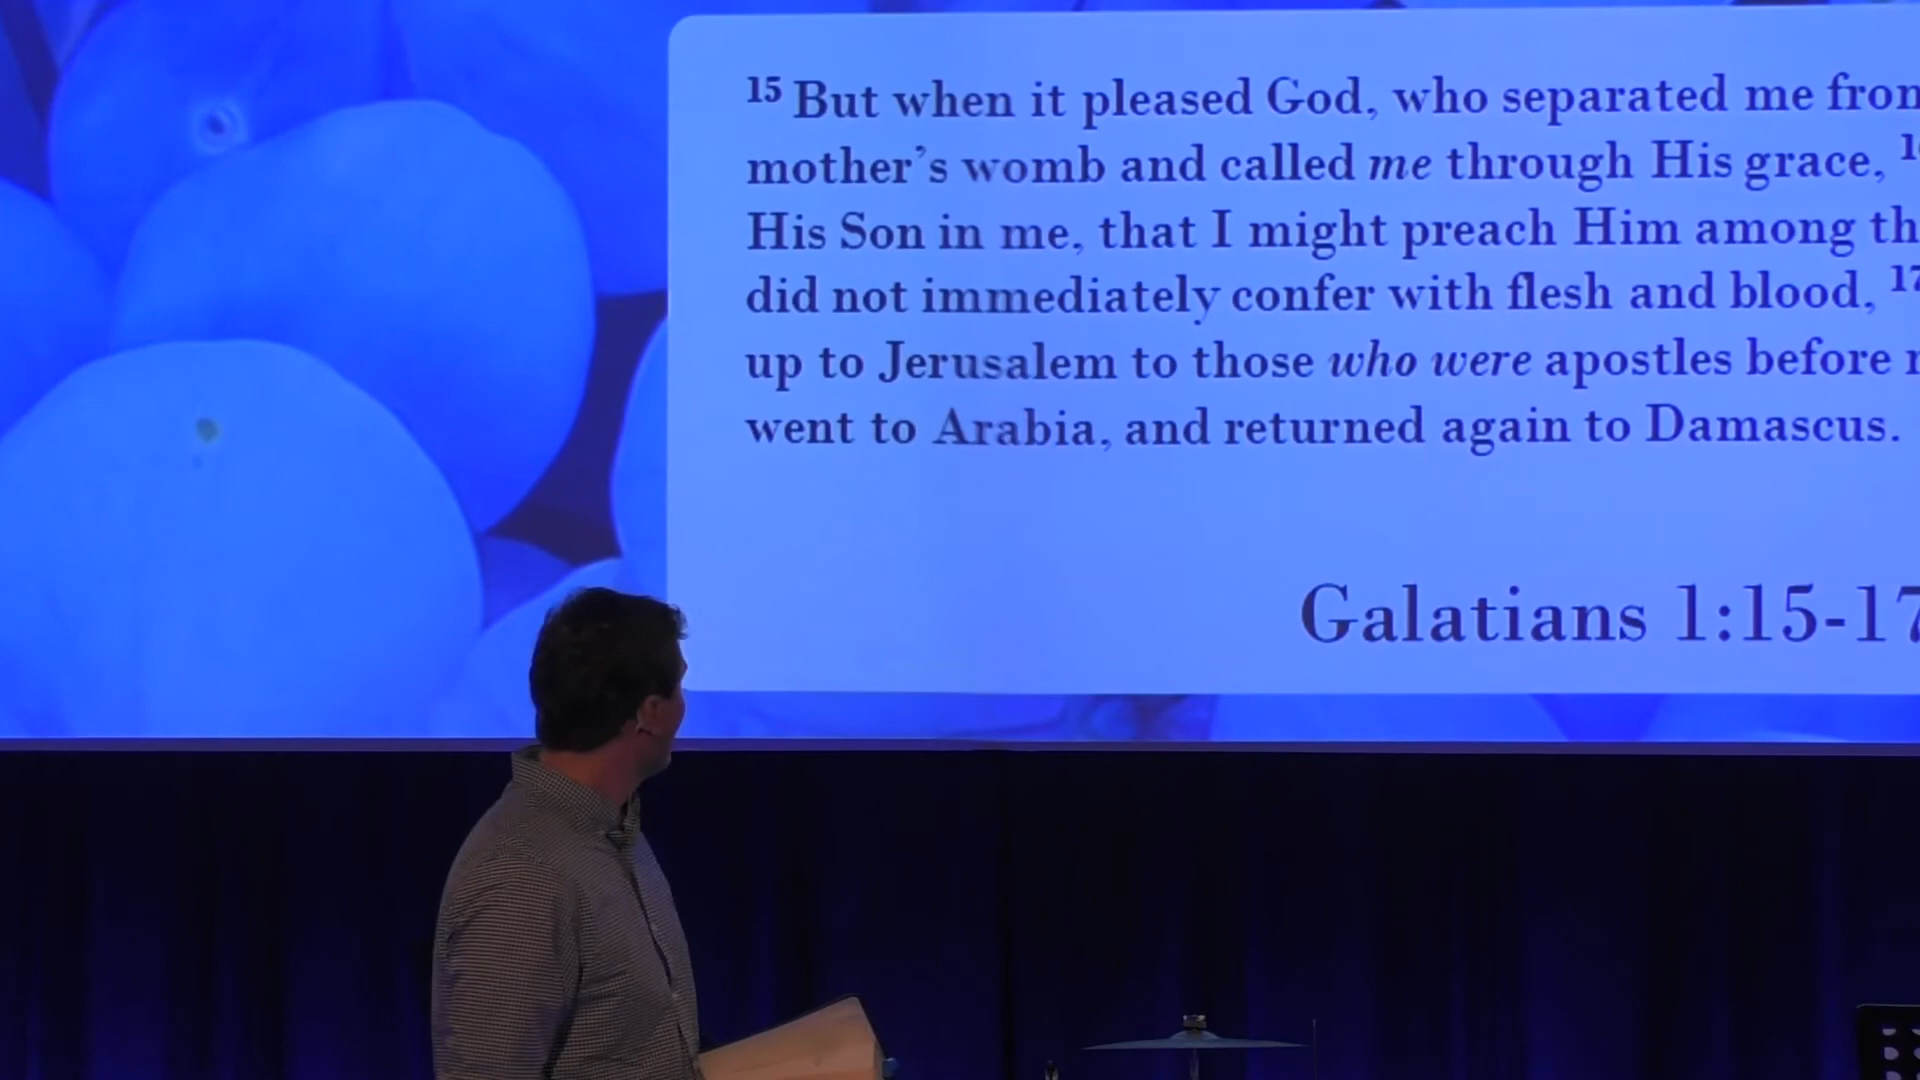 15 But when it pleased God, who separated me from
mother’s womb and called me through His grace,
His Son in me, that I might preach Him among
did not immediately confer with flesh and blood, 17
up to Jerusalem to those who were apostles before
went to Arabia, and returned again to Damascus.
Galatians 1:15-17